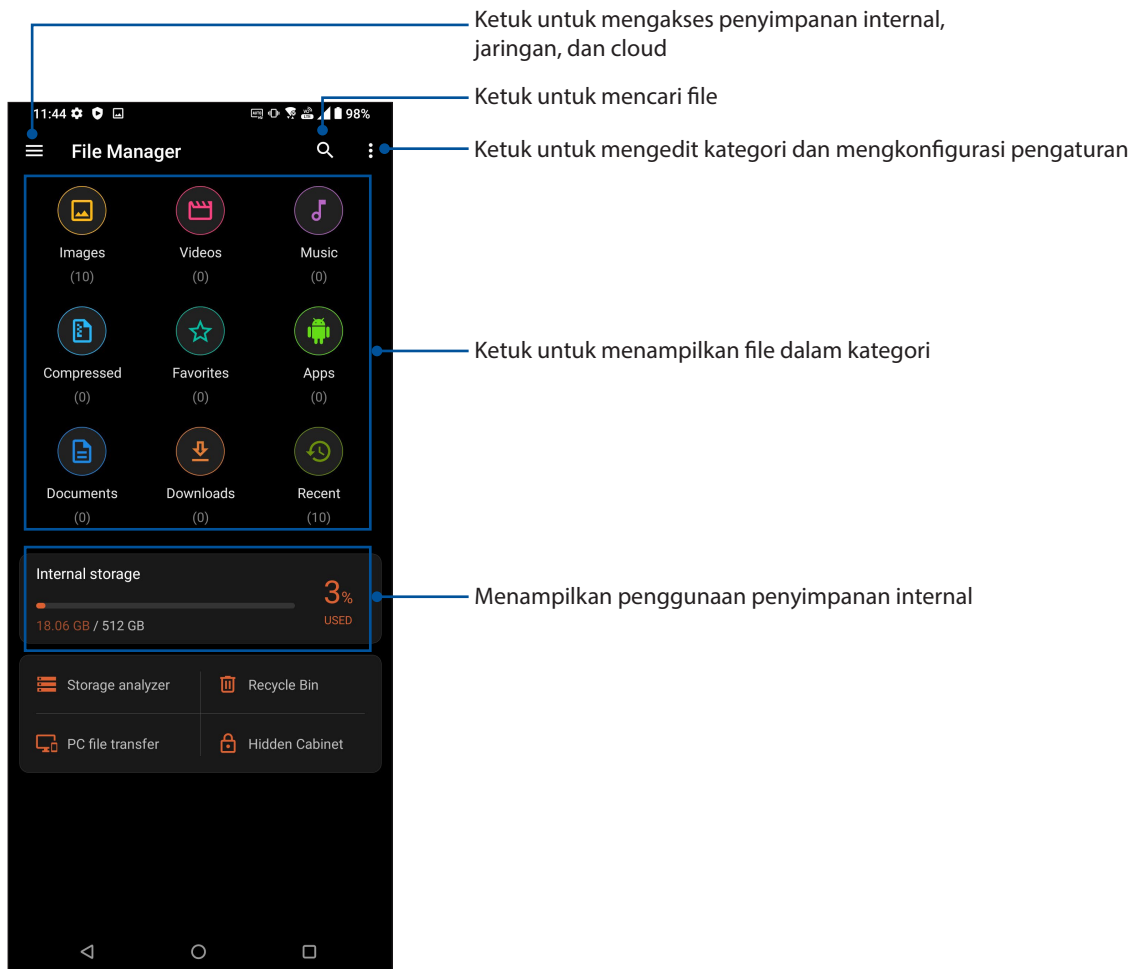 Ketuk untuk mengakses penyimpanan internal,
jaringan, dan cloud
Ketuk untuk mencari file
11:44
98%
File Manager
Ketuk untuk mengedit kategori dan mengkonfigurasi pengaturan
Images
Videos
Music
(10)
(0)
(0)
Ketuk untuk menampilkan file dalam kategori
Compressed
Favorites
Apps
(0)
(0)
(0)
Documents
Downloads
Recent
(0)
(0)
(10)
Internal storage
3%
USED
18.06 GB / 512 GB
Menampilkan penggunaan penyimpanan internal
Storage analyzer
Recycle Bin
PC file transfer
Hidden Cabinet